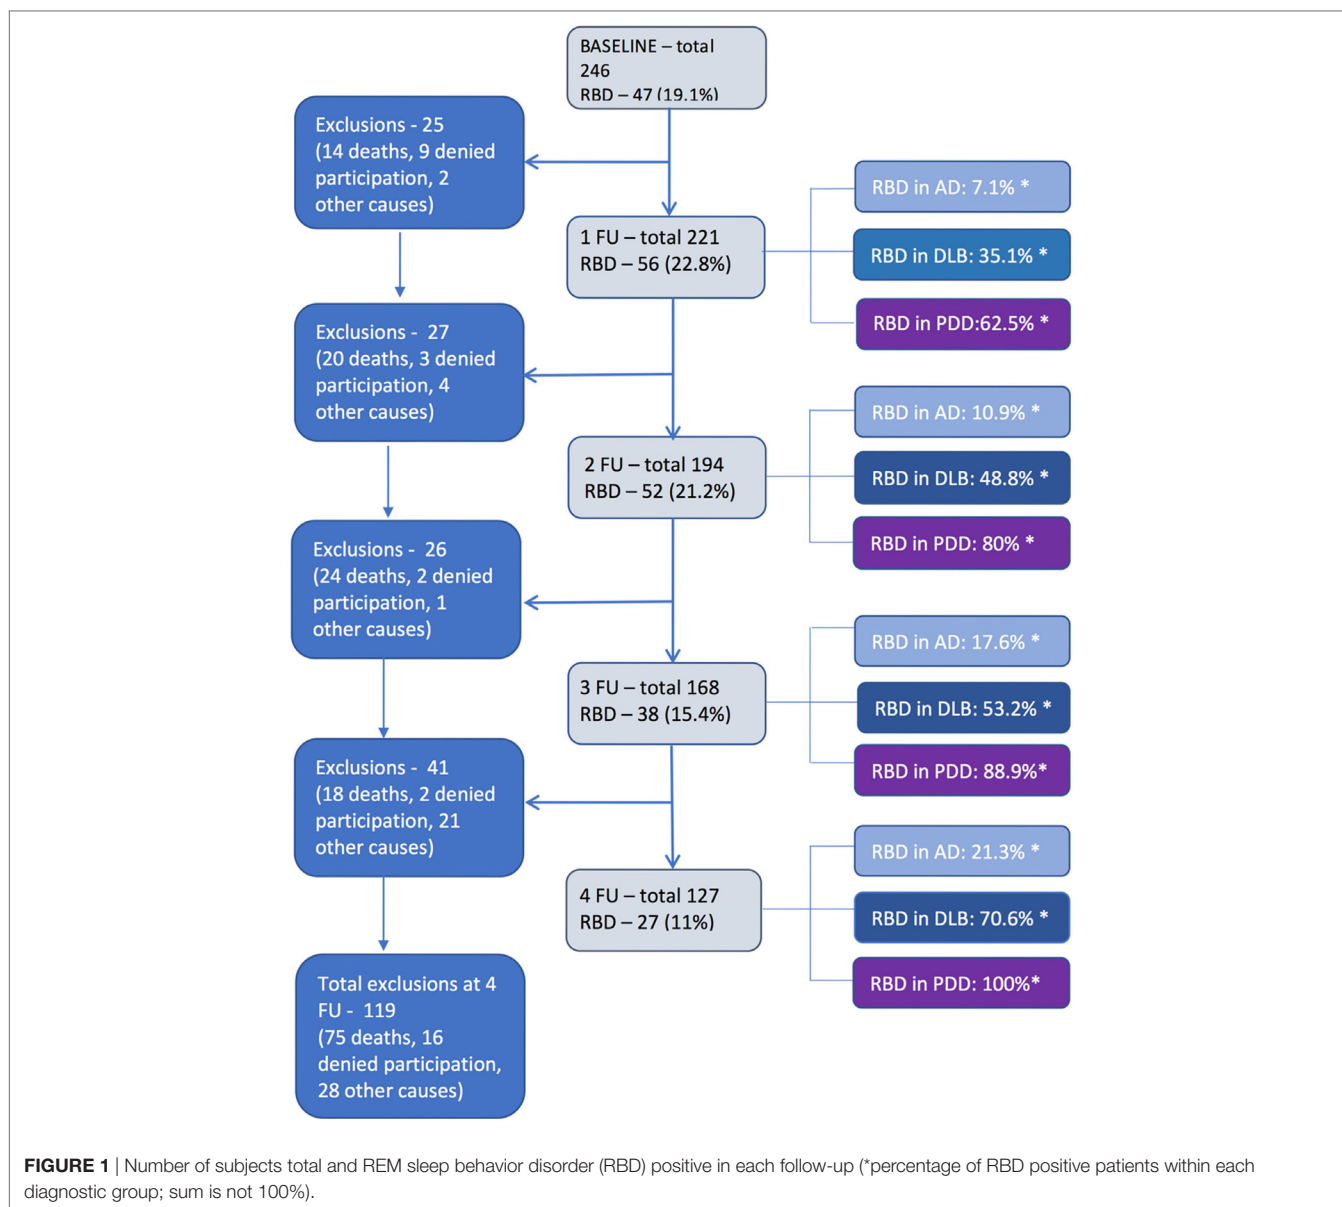 BASELINE – total
246
RBD – 47 (19.1%)
Exclusions - 25
(14 deaths, 9 denied
participation, 2
other causes)
1 FU – total 221
RBD – 56 (22.8%)
RBD in AD: 7.1% *
RBD in DLB: 35.1% *
RBD in PDD:62.5% *
Exclusions -  27
(20 deaths, 3 denied
participation, 4
other causes)
2 FU – total 194
RBD – 52 (21.2%)
RBD in AD: 10.9% *
RBD in DLB: 48.8% *
RBD in PDD: 80% *
Exclusions -  26
(24 deaths, 2 denied
participation, 1
other causes)
3 FU – total 168
RBD – 38 (15.4%)
RBD in AD: 17.6% *
RBD in DLB: 53.2% *
RBD in PDD: 88.9%*
Exclusions -  41
(18 deaths, 2 denied
participation, 21
other causes)
4 FU – total 127
RBD – 27 (11%)
RBD in AD: 21.3% *
RBD in DLB: 70.6% *
RBD in PDD: 100%*
Total exclusions at 4
FU -  119
(75 deaths, 16
denied participation,
28 other causes)
FIGURE 1 | Number of subjects total and REM sleep behavior disorder (RBD) positive in each follow-up (*percentage of RBD positive patients within each
diagnostic group; sum is not 100%).